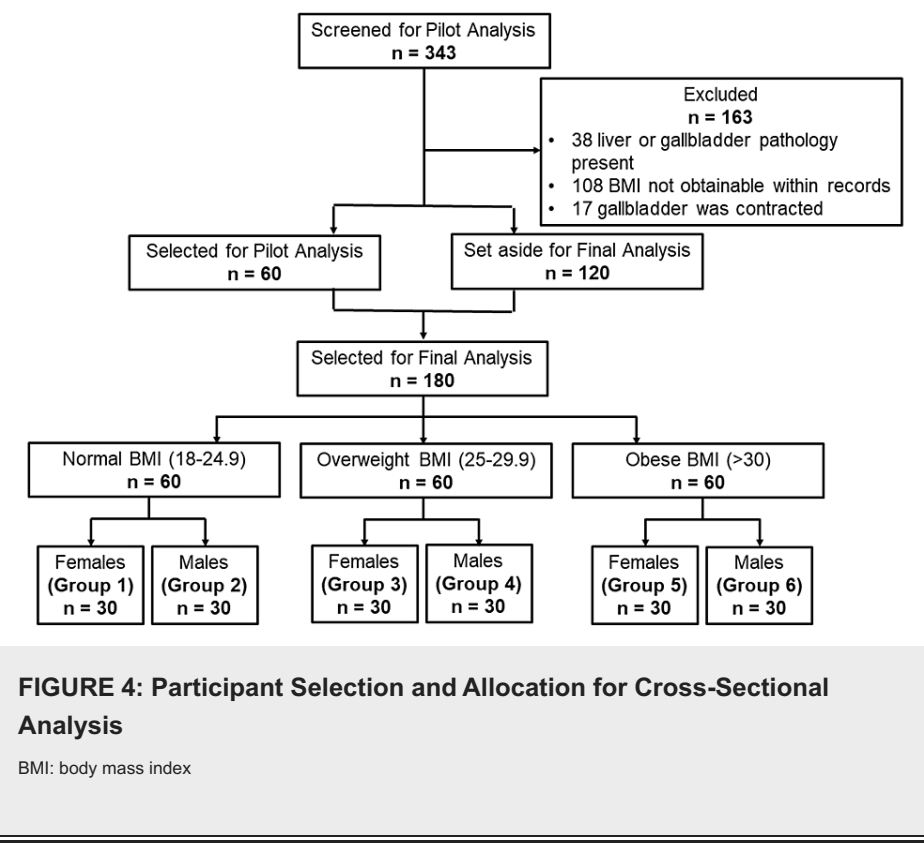 Screened for Pilot Analysis
n = 343
Excluded
n = 163
• 38 liver or gallbladder pathology
present
• 108 BMI not obtainable within records
• 17 gallbladder was contracted
Selected for Pilot Analysis
n = 60
Set aside for Final Analysis
n = 120
Selected for Final Analysis
n = 180
Normal BMI (18-24.9)
n = 60
Overweight BMI (25-29.9)
n = 60
Obese BMI (>30)
n = 60
Females
(Group 1)
n = 30
Males
(Group 2)
n = 30
Females
(Group 3)
n = 30
Males
(Group 4)
n = 30
Females
(Group 5)
n = 30
Males
(Group 6)
n = 30
FIGURE 4: Participant Selection and Allocation for Cross-Sectional
Analysis
BMI: body mass index